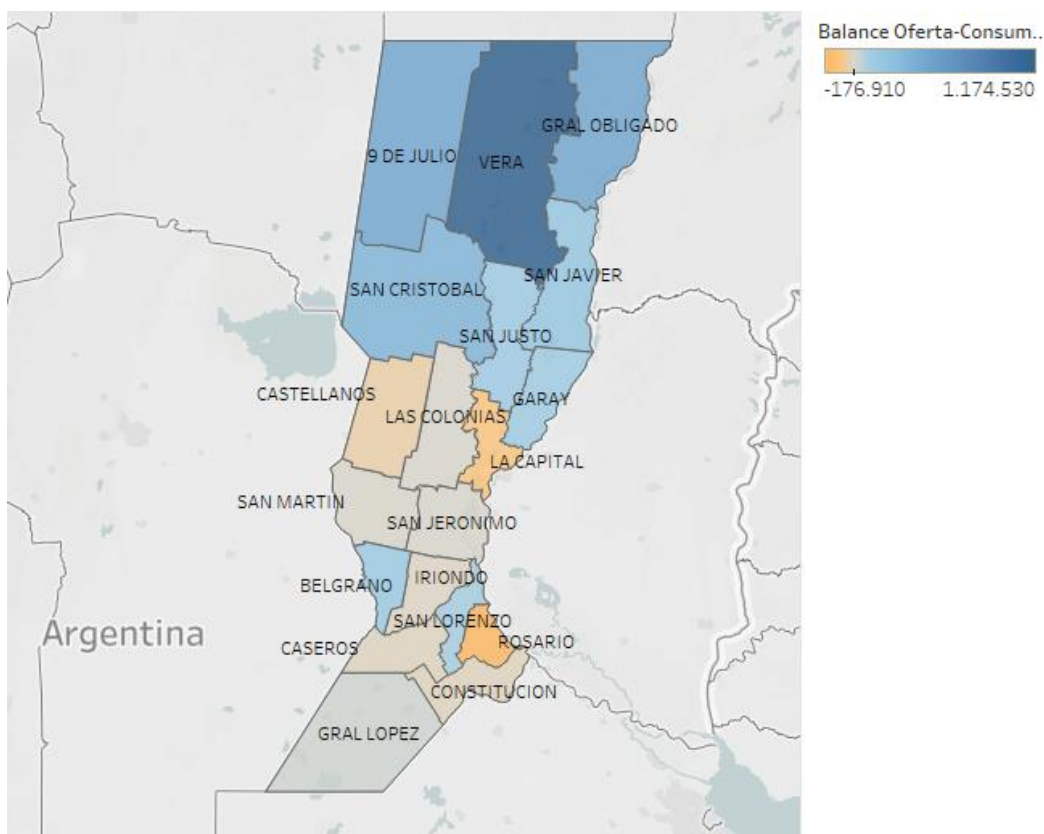 Balance Oferta-Consum..
-176.910 1.174.530
GRAL OBLIGADO
9 DE JULIO
VERA
SAN JAVIER
SAN CRISTOBAL
SAN JUSTO
CASTELLANOS
GARAY
LAS COLONIAS
LA CAPITAL
SAN MARTIN
SAN JERONIMO
IRIONDO
BELGRANO
SAN LORENZO
Argentina
ROSARIO
CASEROS
CONSTITUCION
GRAL LOPEZ